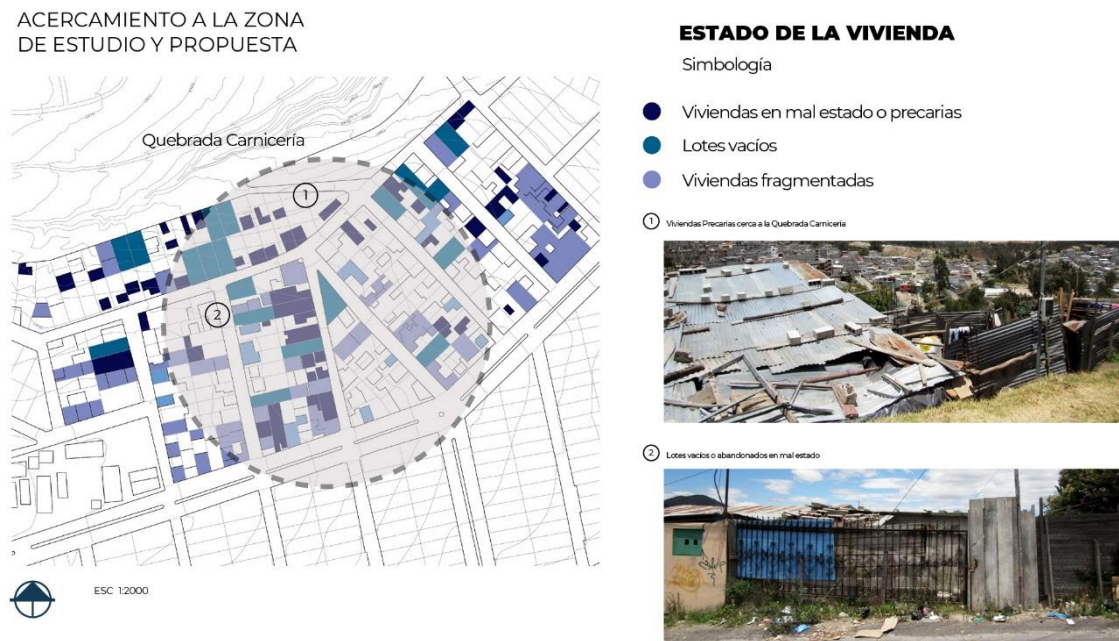 ACERCAMIENTO A LA ZONA
DE ESTUDIO Y PROPUESTA
Quebrada Carnicería
1
2
ESC 1:2000
ESTADO DE LA VIVIENDA
Simbología
Viviendas en mal estado o precarias
Lotes vacíos
Viviendas fragmentadas
1 Viviendas Precarias cerca a la Quebrada Carnicería
2 Lotes vacíos o abandonados en mal estado